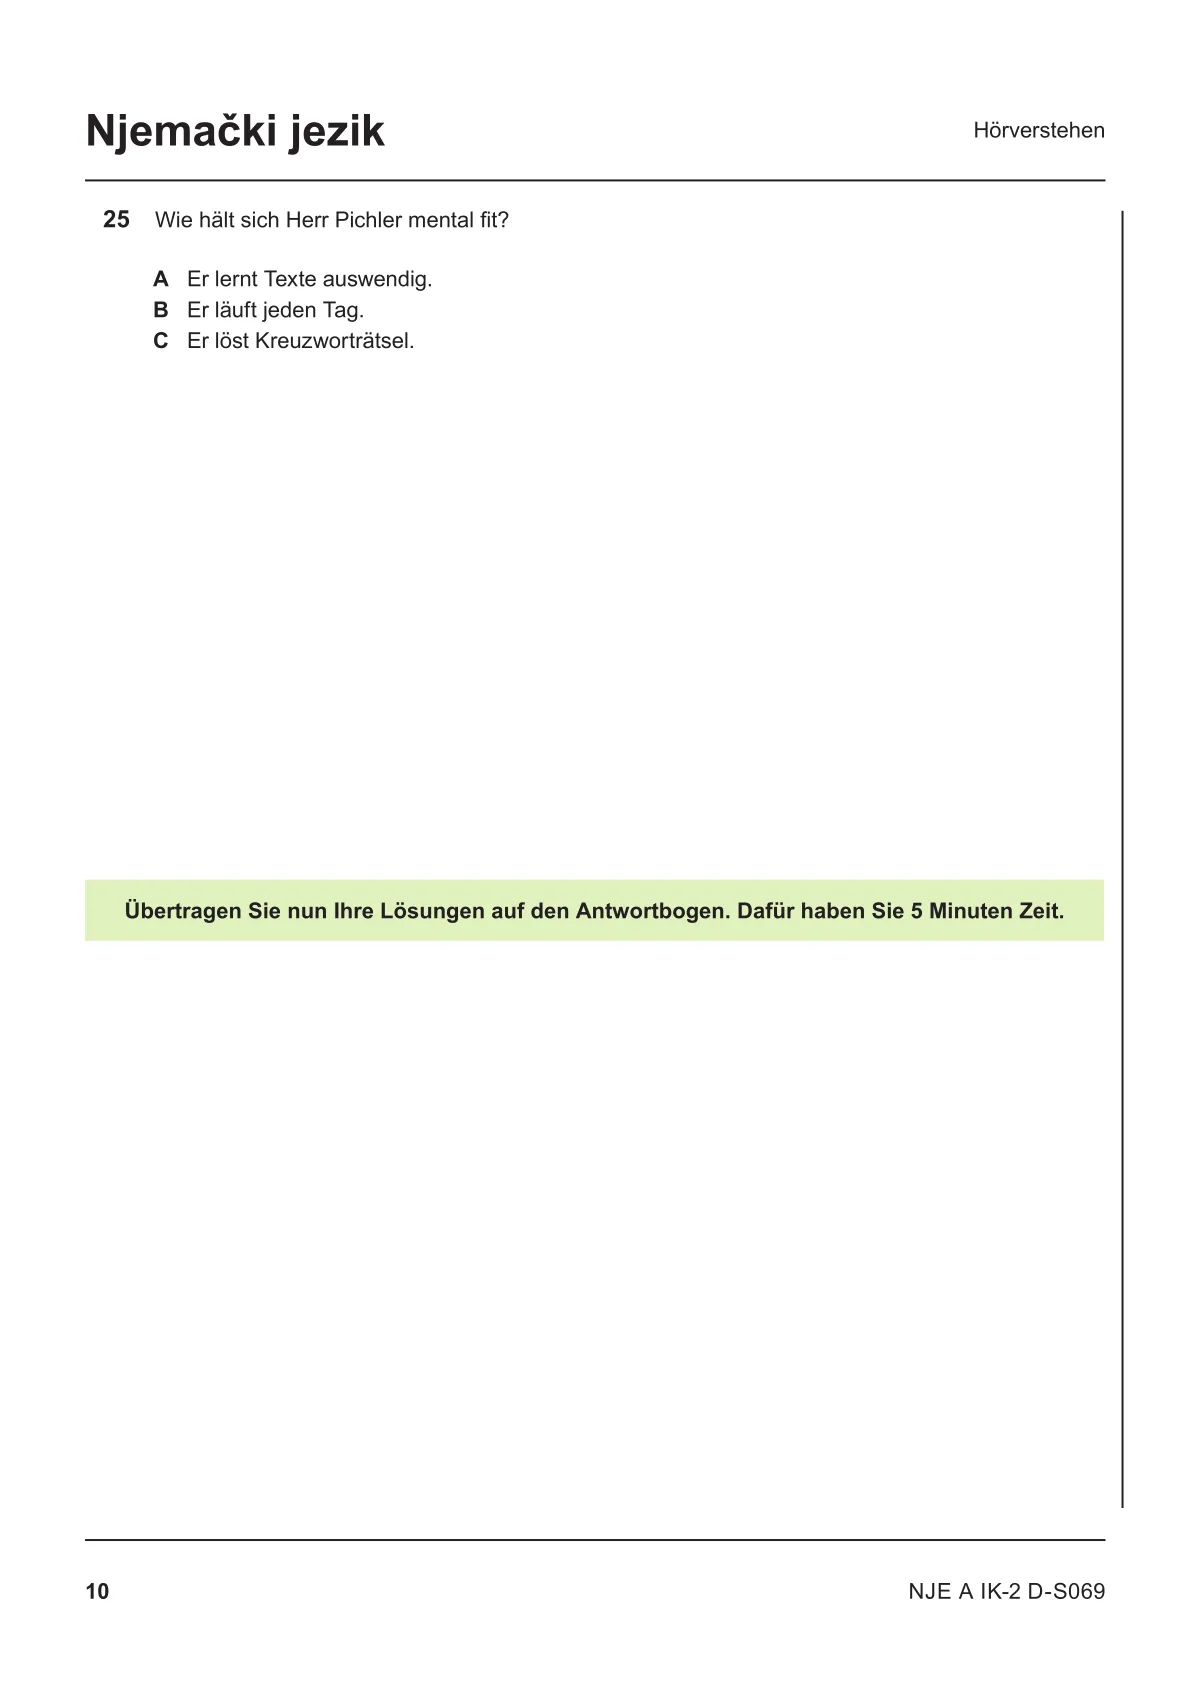 Njemački jezik
Hörverstehen
25 Wie hält sich Herr Pichler mental fit?
A Er lernt Texte auswendig.
B Er läuft jeden Tag.
C Er löst Kreuzworträtsel.
Übertragen Sie nun Ihre Lösungen auf den Antwortbogen. Dafür haben Sie 5 Minuten Zeit.
10
NJE A IK-2 D-S069